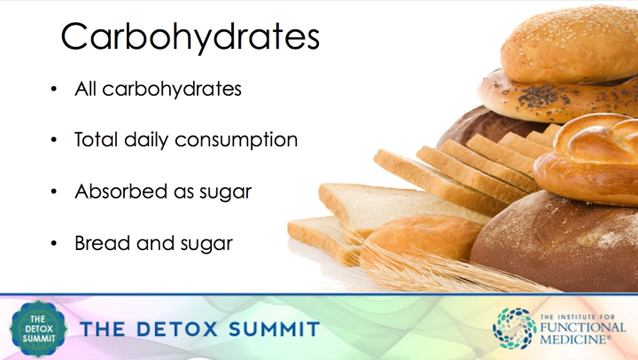 Carbohydrates
• All carbohydrates
• Total daily consumption
• Absorbed as sugar
• Bread and sugar
THE
DETOX
SUMMIT
THE DETOX SUMMIT
THE INSTITUTE FOR
FUNCTIONAL
MEDICINE®